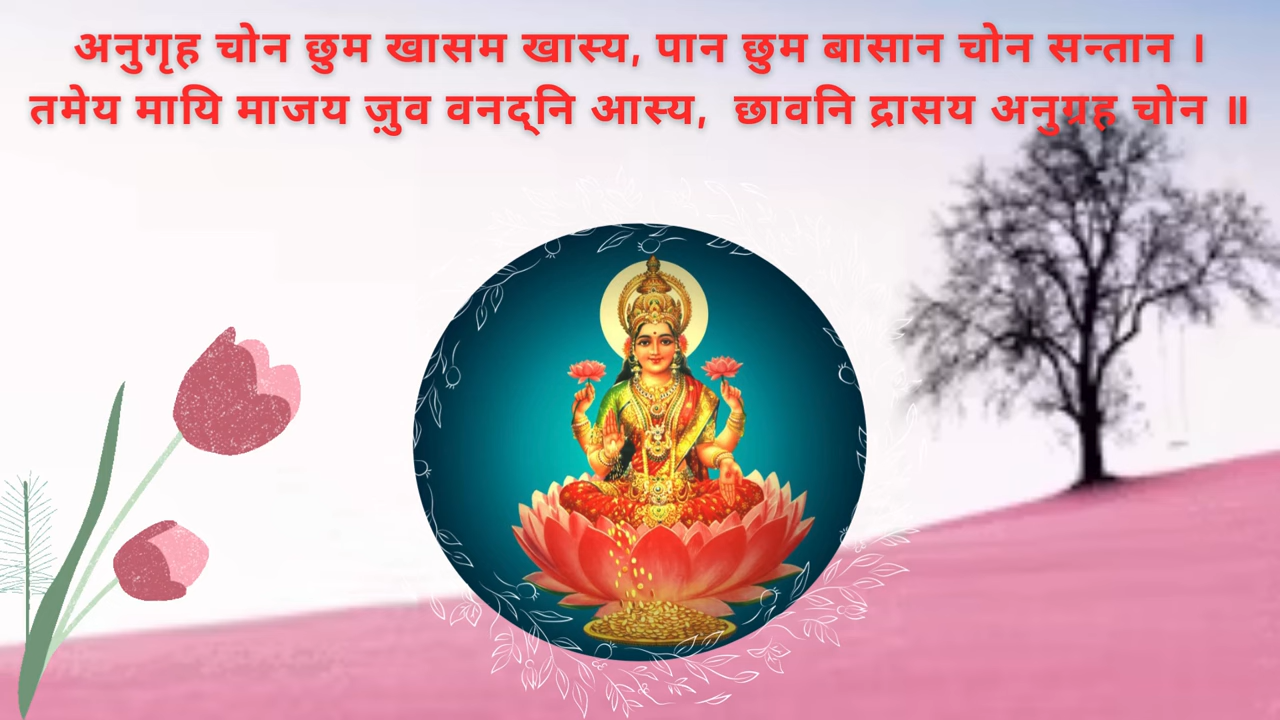 अनुगृह चोन छुम खासम खास्य, पान छुम बासान चोन सन्तान ।
तमेय मायि माजय ज़ुव वनद्नि आस्य, छावनि द्रासय अनुग्रह चोन ॥